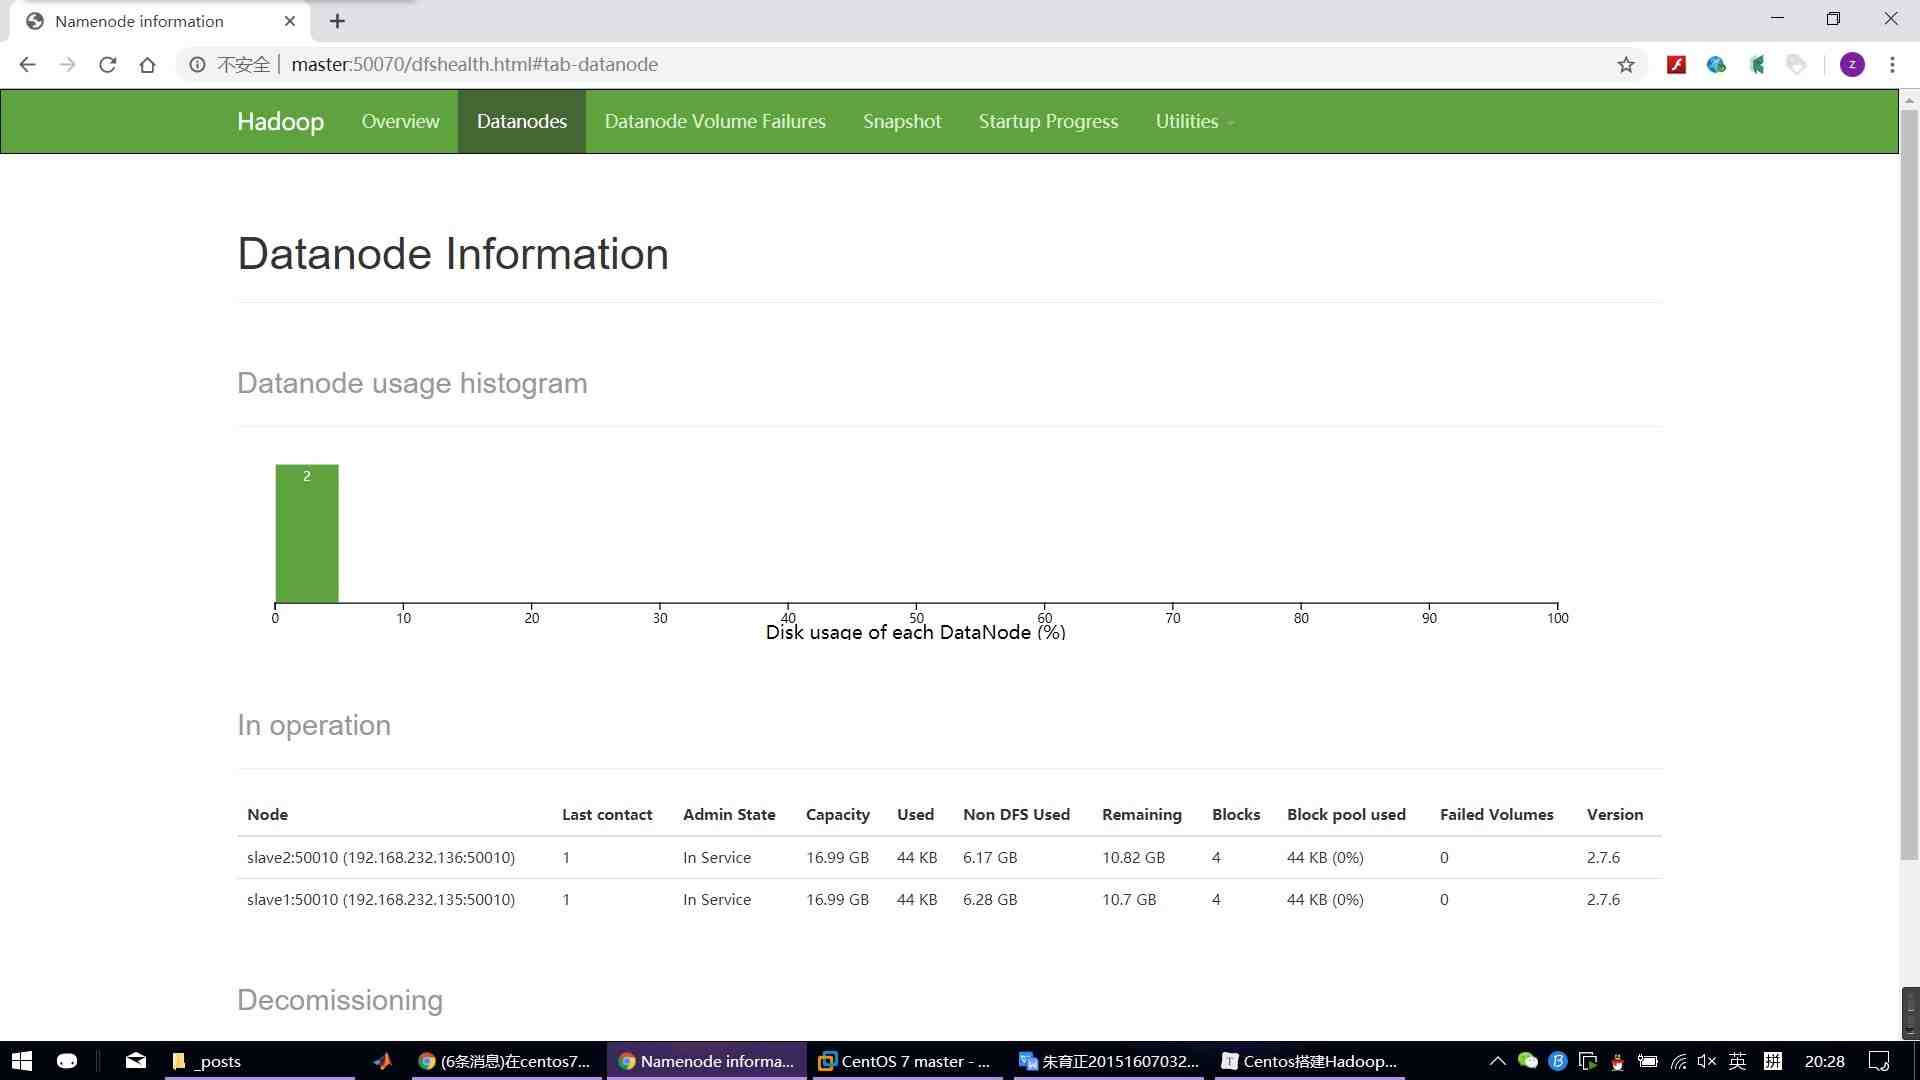 Namenode information
不安全 master:50070/dfshealth.html#tab-datanode
z
Hadoop Overview Datanodes Datanode Volume Failures Snapshot Startup Progress Utilities
Datanode Information
Datanode usage histogram
2
0 10 20 30 40 50 60 70 80 90 100
Disk usage of each DataNode (%)
In operation
Node Last contact Admin State Capacity Used Non DFS Used Remaining Blocks Block pool used Failed Volumes Version
slave2:50010 (192.168.232.136:50010) 1 In Service 16.99 GB 44 KB 6.17 GB 10.82 GB 4 44 KB (0%) 0 2.7.6
slave1:50010 (192.168.232.135:50010) 1 In Service 16.99 GB 44 KB 6.28 GB 10.7 GB 4 44 KB (0%) 0 2.7.6
Decomissioning
_posts (6条消息)在centos7... Namenode informa... CentOS 7 master - ... 朱育正20151607032... Centos搭建Hadoop... 英 拼 20:28